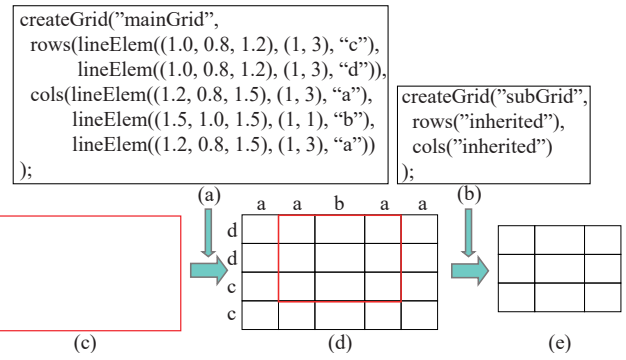 createGrid(”mainGrid”,
rows(lineElem((1.0, 0.8, 1.2), (1, 3), “c”),
lineElem((1.0, 0.8, 1.2), (1, 3), “d”)),
cols(lineElem((1.2, 0.8, 1.5), (1, 3), “a”),
lineElem((1.5, 1.0, 1.5), (1, 1), “b”),
lineElem((1.2, 0.8, 1.5), (1, 3), “a”))
);
createGrid(”subGrid”,
rows(”inherited”),
cols(”inherited”)
);
(a)
(b)
a a b a a
d
d
c
c
(c)
(d)
(e)